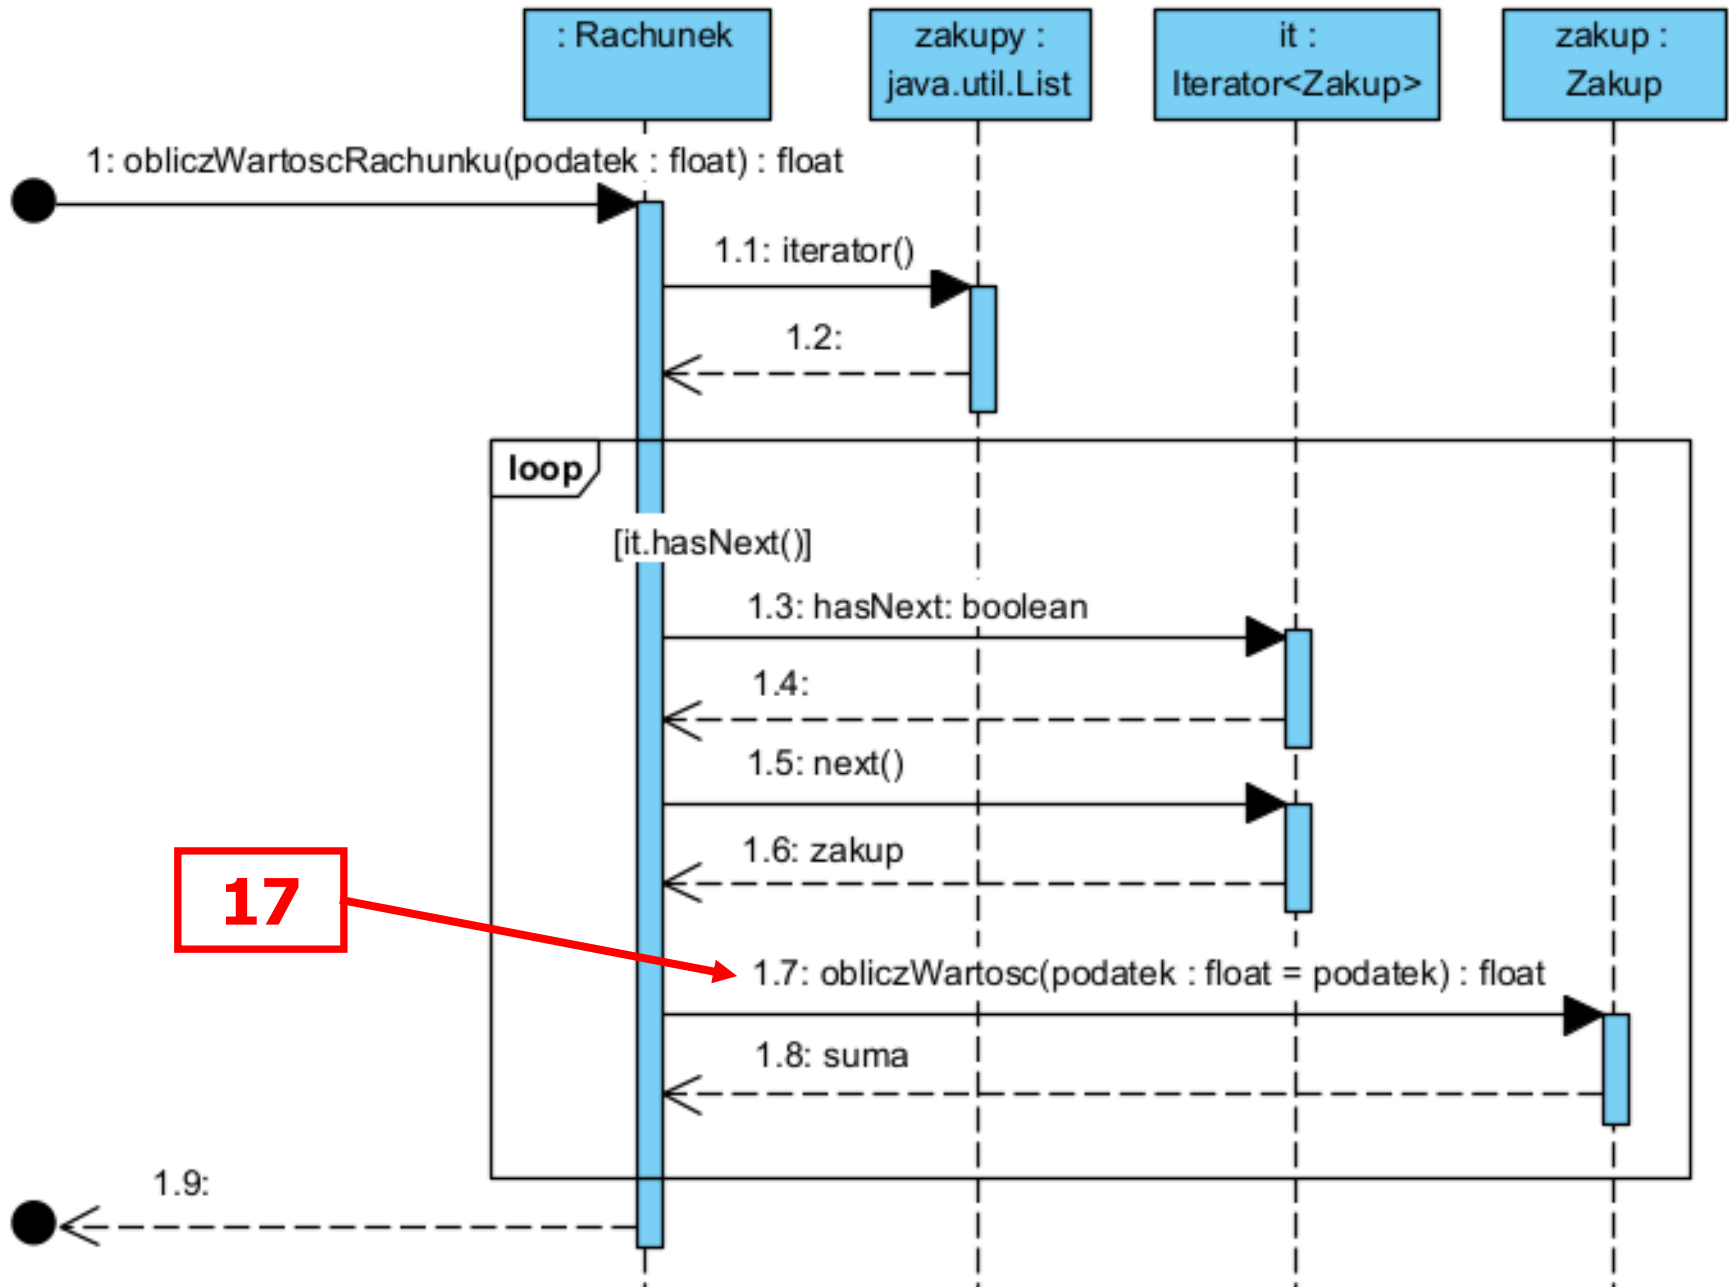 : Rachunek
zakupy :
java.util.List
it :
Iterator<Zakup>
zakup :
Zakup
1: obliczWartoscRachunku(podatek : float) : float
1.1: iterator()
1.2:
loop
[it.hasNext()]
1.3: hasNext: boolean
1.4:
1.5: next()
1.6: zakup
17
1.7: obliczWartosc(podatek : float = podatek) : float
1.8: suma
1.9: